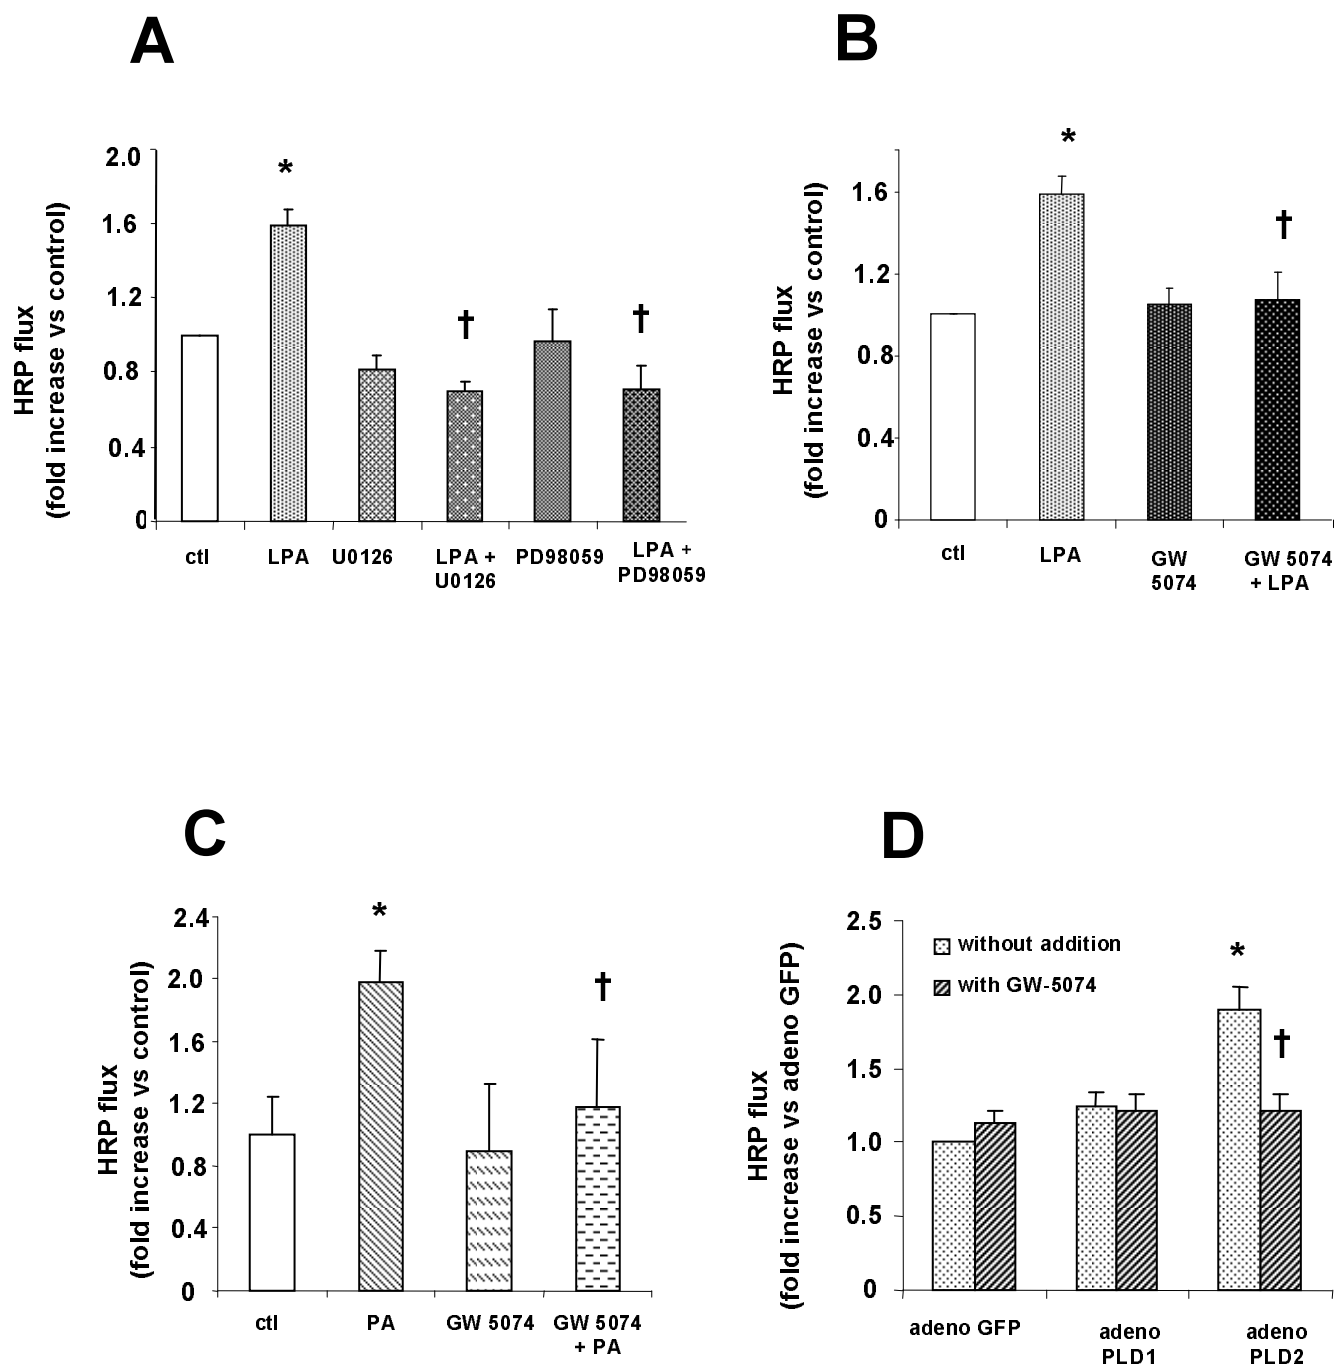 A
HRP flux
(fold increase vs control)
2.0
1.6
1.2
0.8
0.4
0
*
†
†
ctl
LPA
U0126
LPA +
U0126
PD98059
LPA +
PD98059
B
HRP flux
(fold increase vs control)
1.6
1.2
0.8
0.4
0
*
†
ctl
LPA
GW
5074
GW 5074
+ LPA
C
HRP flux
(fold increase vs control)
2.4
2.0
1.6
1.2
0.8
0.4
0
*
†
ctl
PA
GW 5074
GW 5074
+ PA
D
HRP flux
(fold increase vs adeno GFP)
2.5
2.0
1.5
1.0
0.5
0
without addition
with GW-5074
*
†
adeno GFP
adeno
PLD1
adeno
PLD2